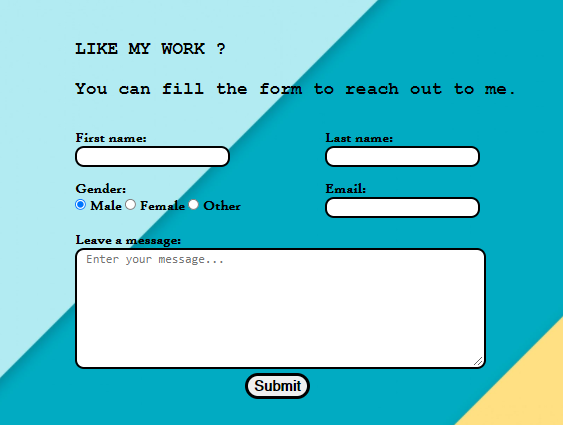 LIKE MY WORK ?
You can fill the form to reach out to me.
First name: Last name:
Gender: Email:
Male Female Other
Leave a message:
Enter your message...
Submit